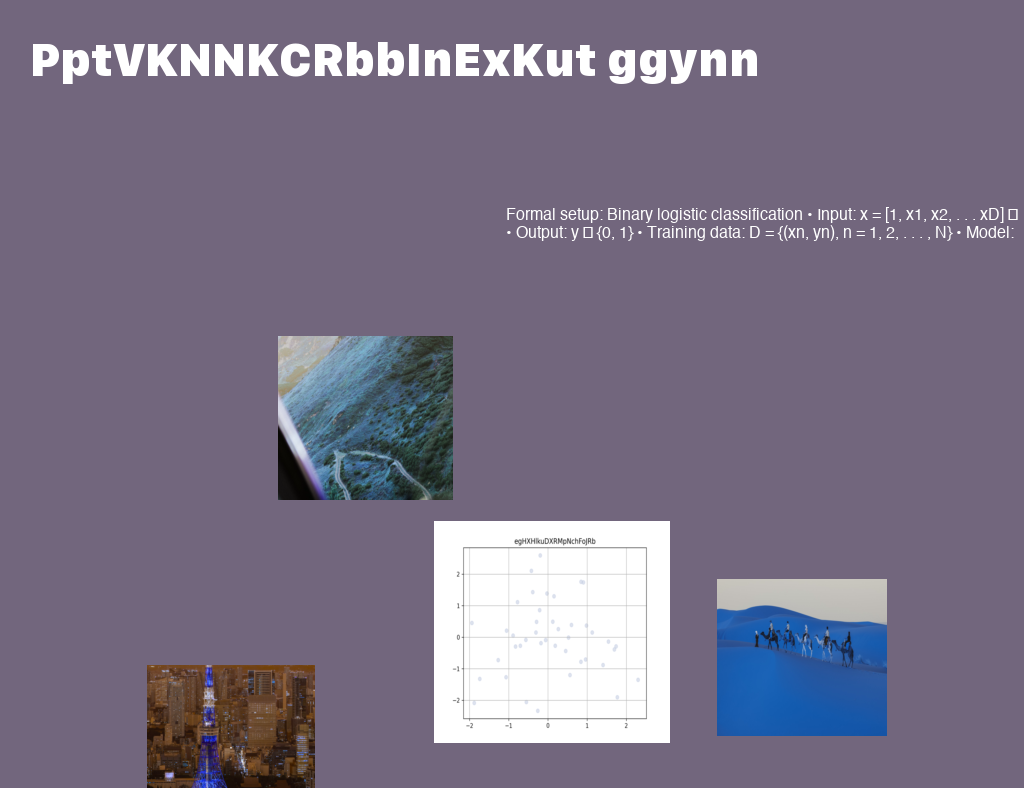 PptVKNNKCRbbInExKut ggynn
Formal setup: Binary logistic classification • Input: x = [1, x1, x2, . . . xD] □
• Output: y □ {0, 1} • Training data: D = {(xn, yn), n = 1, 2, . . . , N} • Model:
egHXHlkuDXRMpNchFoJRb
2
1
0
−1
−2
−2 −1 0 1 2